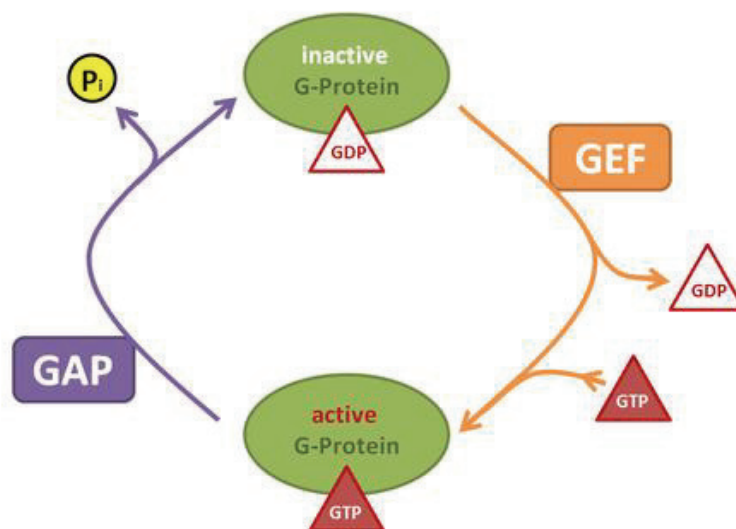 inactive
G-Protein
Pi
GDP
GEF
GDP
GAP
GTP
active
G-Protein
GTP